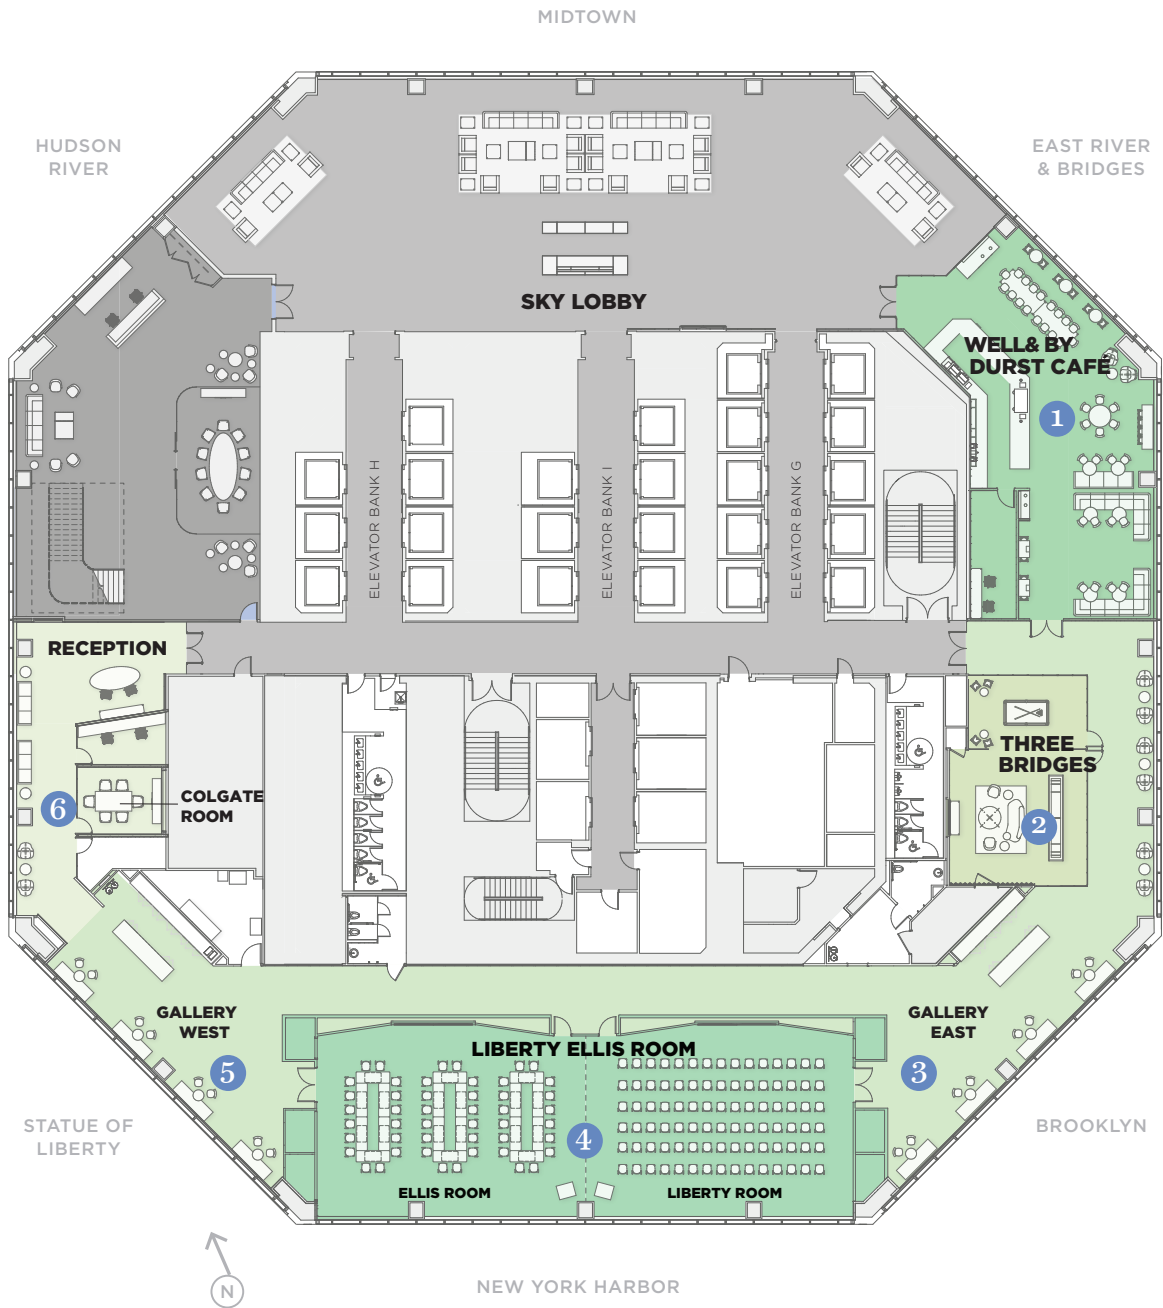 MIDTOWN
HUDSON
RIVER
EAST RIVER
& BRIDGES
SKY LOBBY
WELL& BY
DURST CAFÉ
1
ELEVATOR BANK H
ELEVATOR BANK I
ELEVATOR BANK G
RECEPTION
THREE
BRIDGES
COLGATE
ROOM
6
2
GALLERY
WEST
GALLERY
EAST
LIBERTY ELLIS ROOM
5
3
4
STATUE OF
LIBERTY
BROOKLYN
ELLIS ROOM
LIBERTY ROOM
N
NEW YORK HARBOR